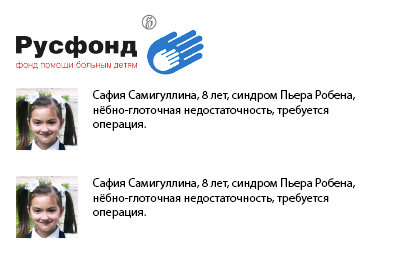 Русфонд
фонд помощи больным детям
Сафия Самигуллина, 8 лет, синдром Пьера Робена,
нёбно-глоточная недостаточность, требуется
операция.
Сафия Самигуллина, 8 лет, синдром Пьера Робена,
нёбно-глоточная недостаточность, требуется
операция.